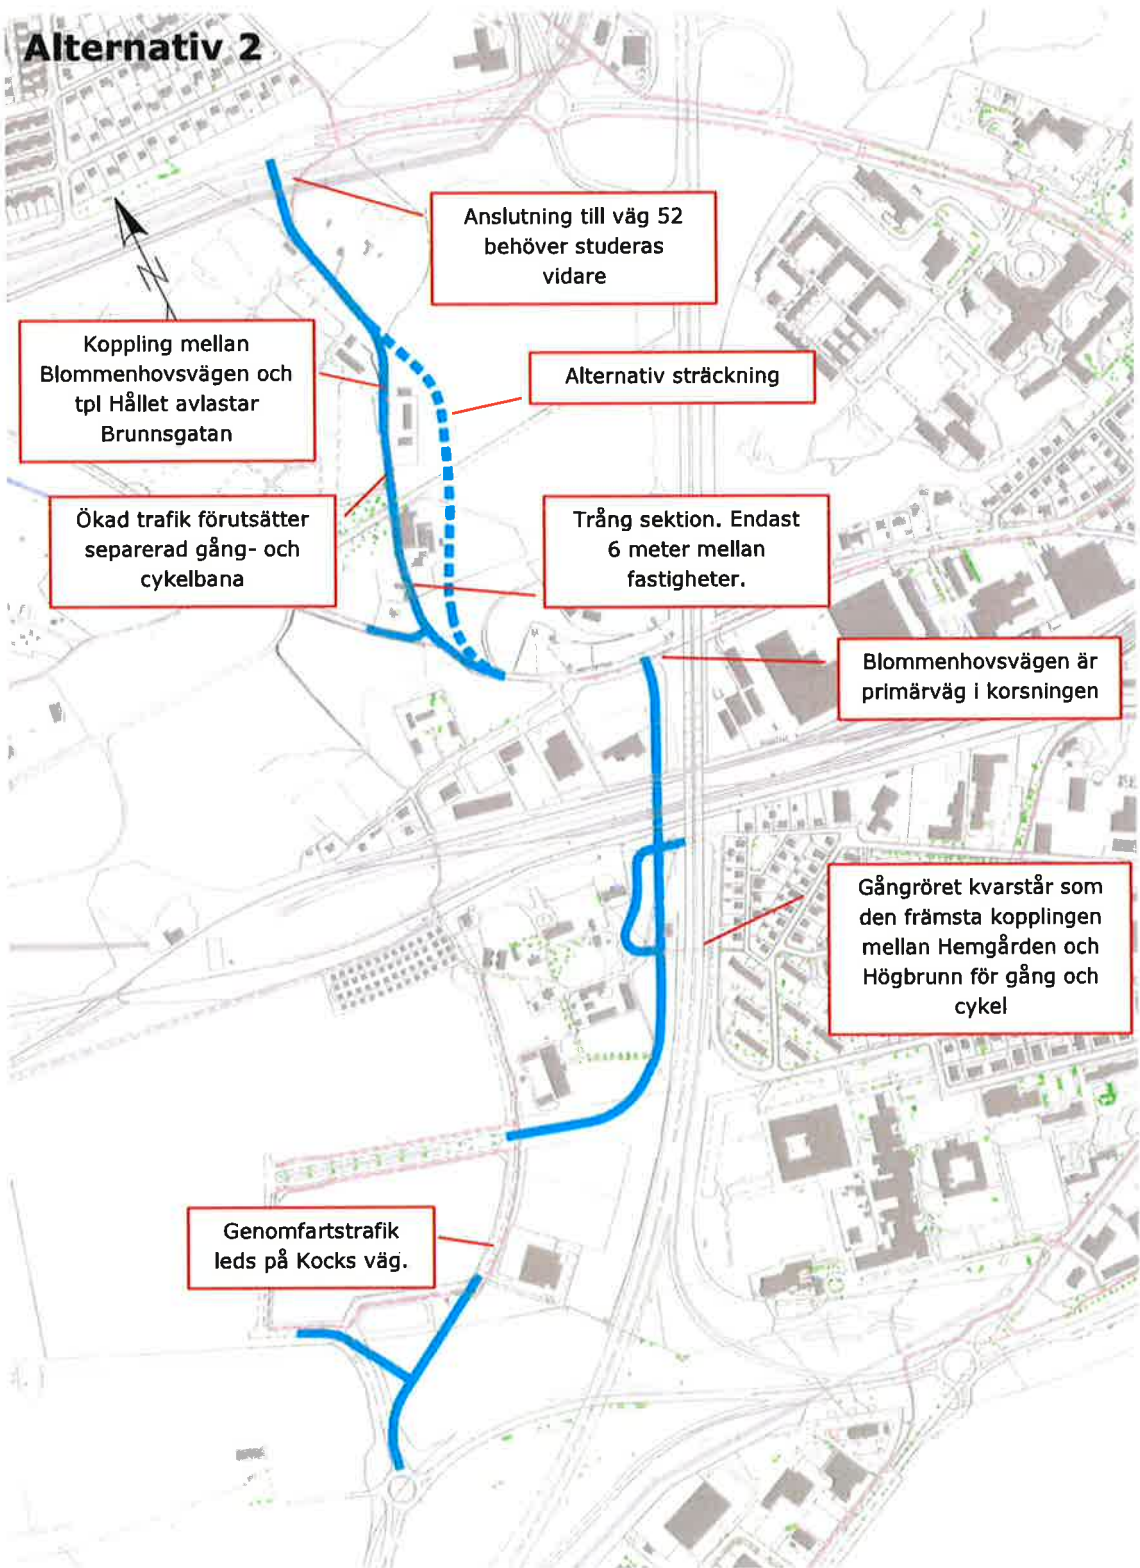 Alternativ 2
Anslutning till väg 52
behöver studeras
vidare
N
Koppling mellan
Blommenhovsvägen och
tpl Hållet avlastar
Brunnsgatan
Alternativ sträckning
Ökad trafik förutsätter
separerad gång- och
cykelbana
Trång sektion. Endast
6 meter mellan
fastigheter.
Blommenhovsvägen är
primärväg i korsningen
Gångröret kvarstår som
den främsta kopplingen
mellan Hemgården och
Högbrunn för gång och
cykel
Genomfartstrafik
leds på Kocks väg.